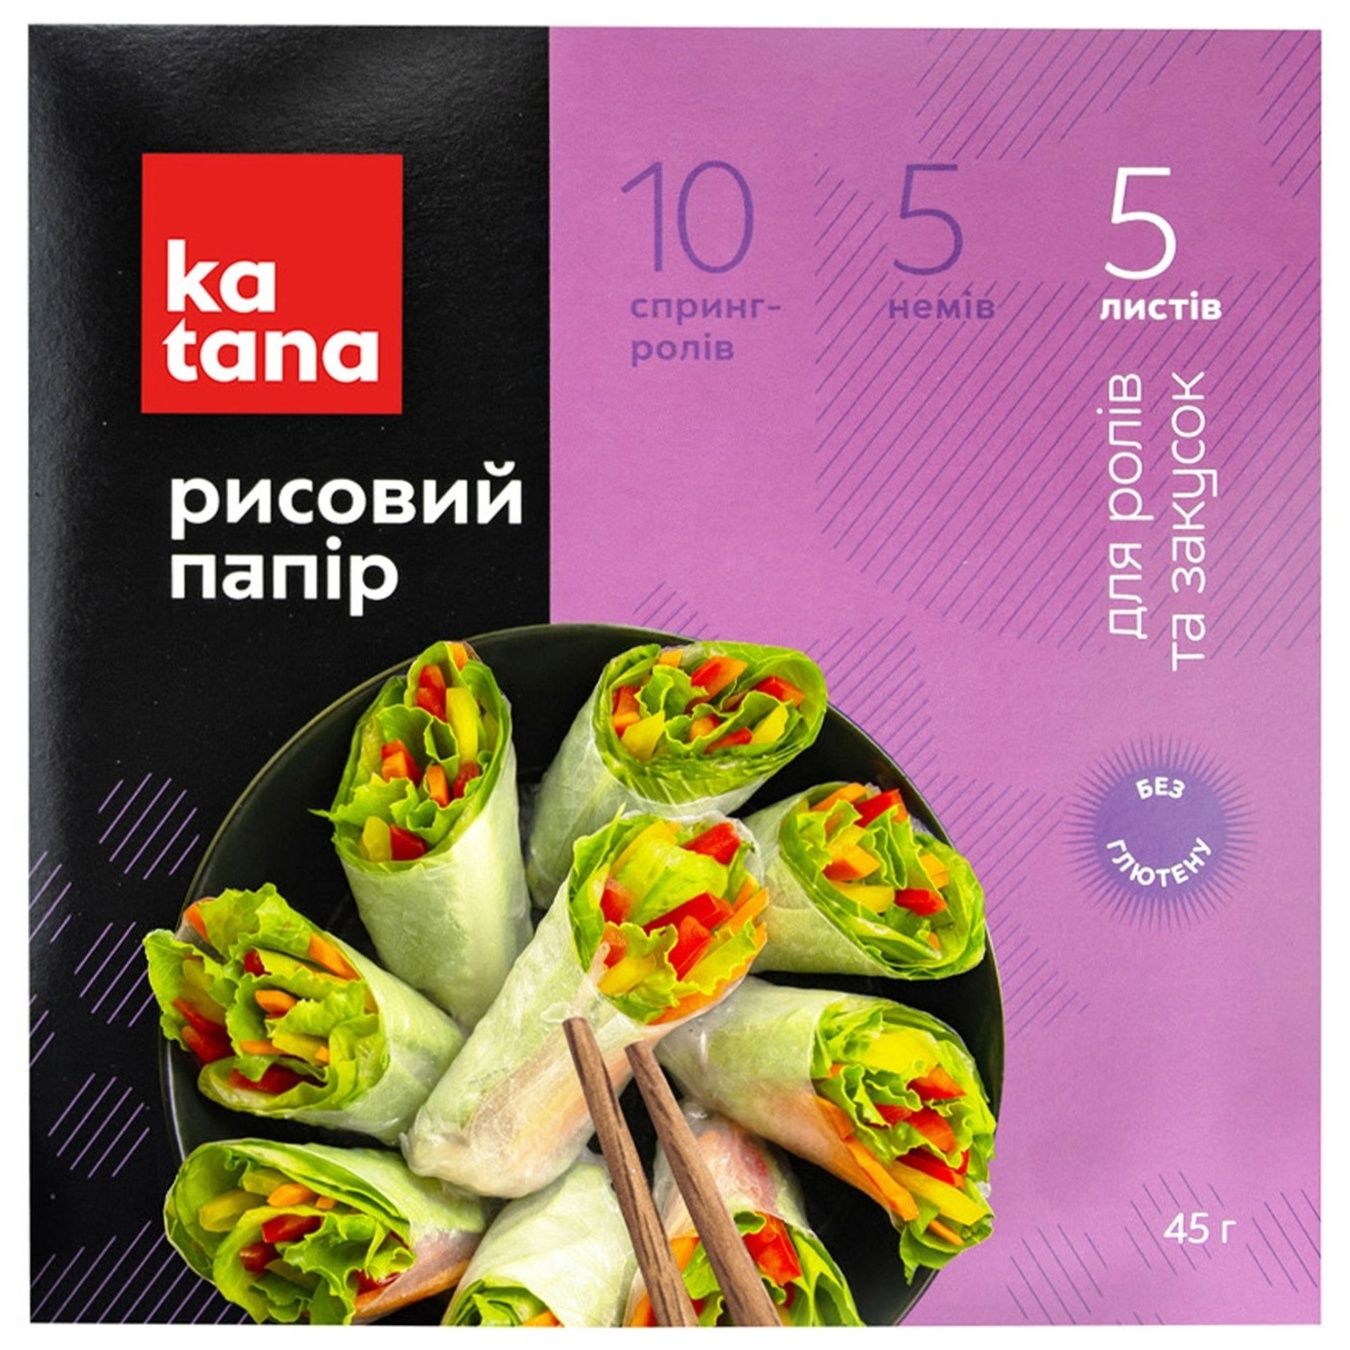 ka
tana
рисовий
папір
10
спринг-
ролів
5
немів
5
листів
для ролів
та закусок
БЕЗ
ГЛЮТЕНУ
45 г